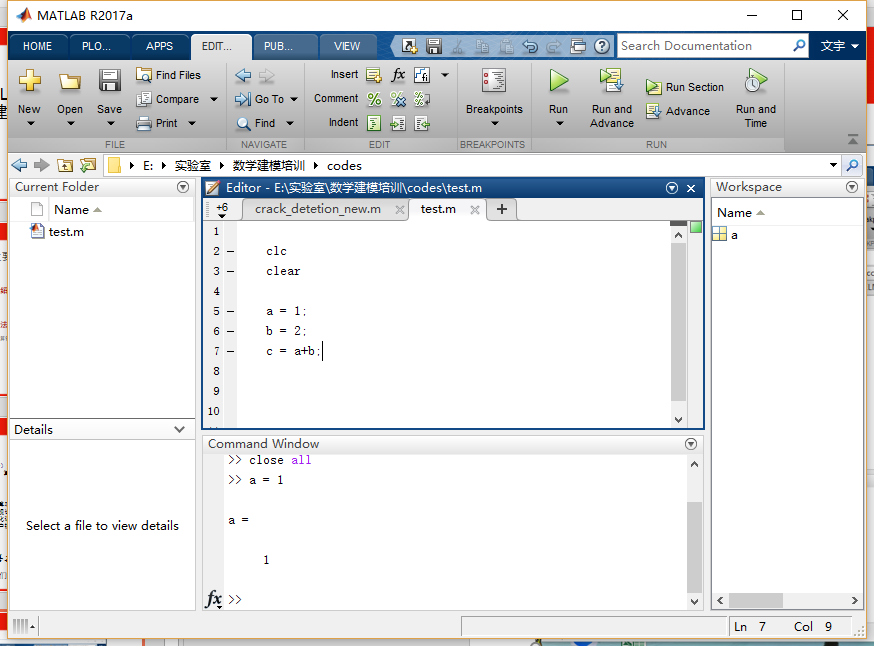 MATLAB R2017a
HOME PLO... APPS EDIT... PUB... VIEW Search Documentation 文宇
New Open Save Find Files Compare Print Go To Find Insert fx Comment Indent Breakpoints Run Run and Advance Run Section Advance Run and Time
FILE NAVIGATE EDIT BREAKPOINTS RUN
E: 实验室 数学建模培训 codes
Current Folder
Name
test.m
Details
Select a file to view details
Editor - E:\实验室\数学建模培训\codes\test.m
+6 crack_detetion_new.m test.m +
1
2 – clc
3 – clear
4
5 – a = 1;
6 – b = 2;
7 – c = a+b;
8
9
10
Command Window
>> close all
>> a = 1
a =
1
fx >>
Workspace
Name
a
Ln 7 Col 9